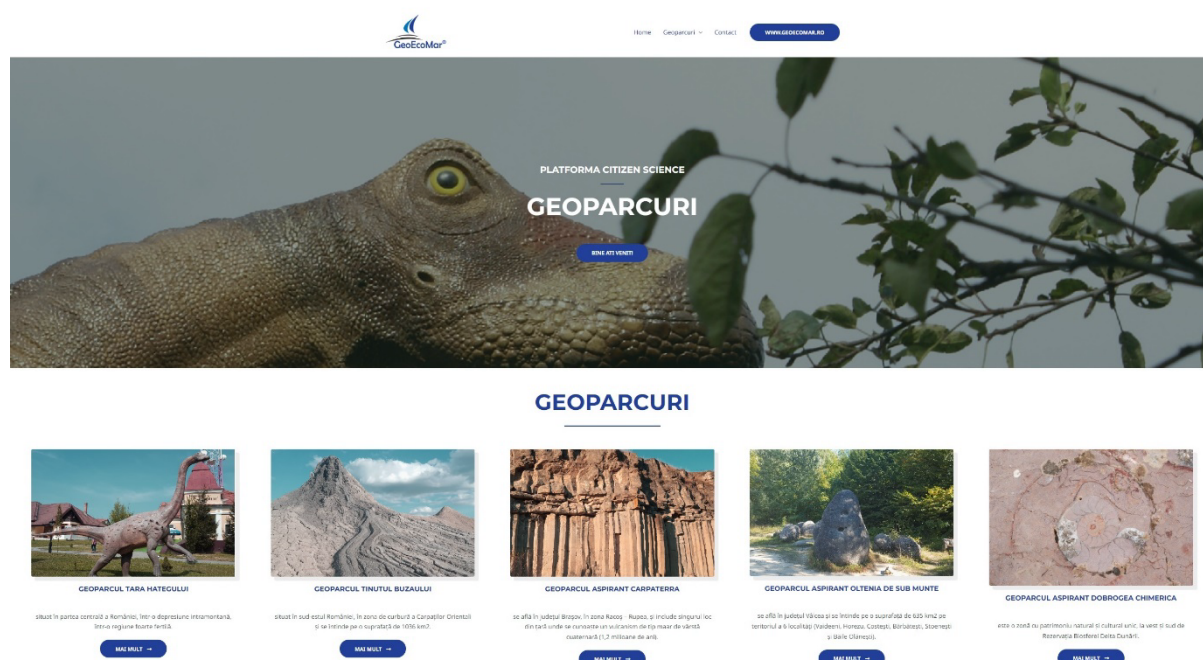 GeoEcoMar®
Home Geoparcuri Contact WWW.GEOECOMAR.RO
PLATFORMA CITIZEN SCIENCE
GEOPARCURI
BINE ATI VENITI
GEOPARCURI
GEOPARCUL TARA HATEGULUI
situat în partea centrală a României, într-o depresiune intramontană,
într-o regiune foarte fertilă.
MAI MULT →
GEOPARCUL TINUTUL BUZAULUI
situat în sud-estul României, în zona de curbură a Carpaților Orientali
și se întinde pe o suprafață de 1036 km2.
MAI MULT →
GEOPARCUL ASPIRANT CARPATERRA
se află în județul Brașov, în zona Racoș - Rupea, și include singurul loc
din țară unde se cunoaște un vulcanism de tip maar de vârstă
cuaternară (1,2 milioane de ani).
MAI MULT →
GEOPARCUL ASPIRANT OLTENIA DE SUB MUNTE
se află în județul Vâlcea și se întinde pe o suprafață de 635 km2 pe
teritoriul a 6 localități (Vaideeni, Horezu, Costești, Bărbătești, Stoenești
și Băile Olănești).
MAI MULT →
GEOPARCUL ASPIRANT DOBROGEA CHIMERICA
este o zonă cu patrimoniu natural și cultural unic, la vest și sud de
Rezervația Biosferei Delta Dunării.
MAI MULT →